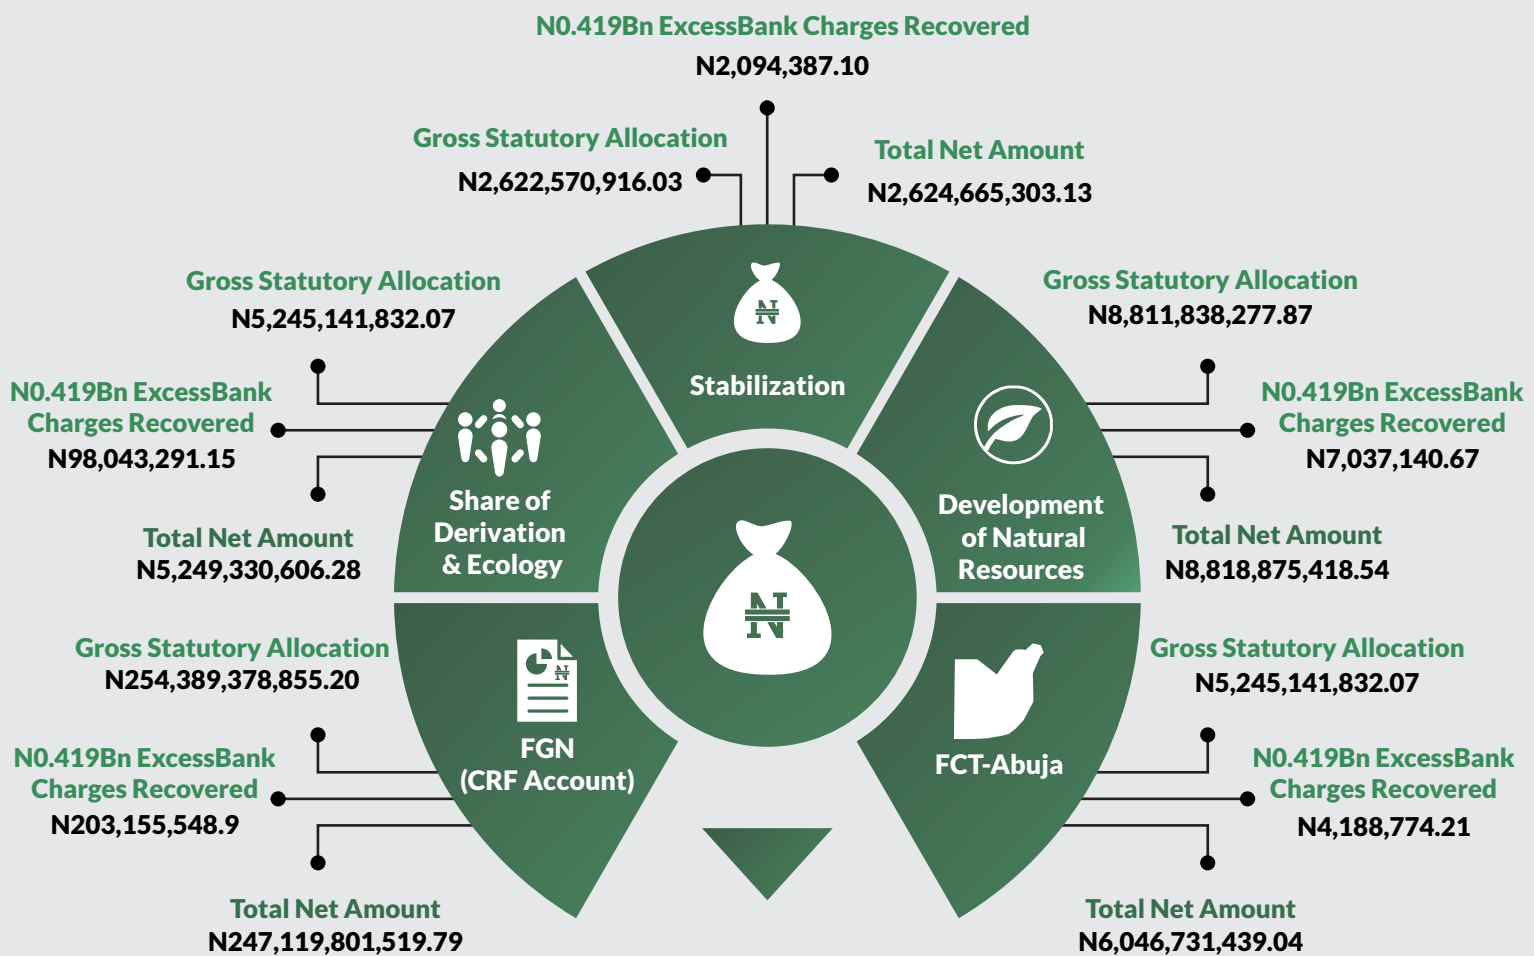 N0.419Bn ExcessBank Charges Recovered
N2,094,387.10
Gross Statutory Allocation
N2,622,570,916.03
Total Net Amount
N2,624,665,303.13
Stabilization
Gross Statutory Allocation
N5,245,141,832.07
N0.419Bn ExcessBank
Charges Recovered
N98,043,291.15
Total Net Amount
N5,249,330,606.28
Share of
Derivation
& Ecology
Gross Statutory Allocation
N8,811,838,277.87
N0.419Bn ExcessBank
Charges Recovered
N7,037,140.67
Total Net Amount
N8,818,875,418.54
Development
of Natural
Resources
Gross Statutory Allocation
N254,389,378,855.20
N0.419Bn ExcessBank
Charges Recovered
N203,155,548.9
Total Net Amount
N247,119,801,519.79
FGN
(CRF Account)
Gross Statutory Allocation
N5,245,141,832.07
N0.419Bn ExcessBank
Charges Recovered
N4,188,774.21
Total Net Amount
N6,046,731,439.04
FCT-Abuja